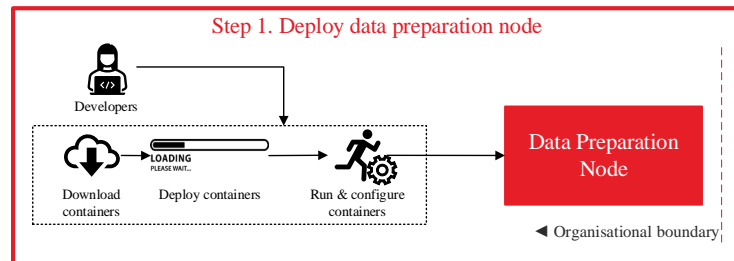 Step 1. Deploy data preparation node
</>
Developers
LOADING
PLEASE WAIT...
Download
containers
Deploy containers
Run & configure
containers
Data Preparation
Node
◄ Organisational boundary